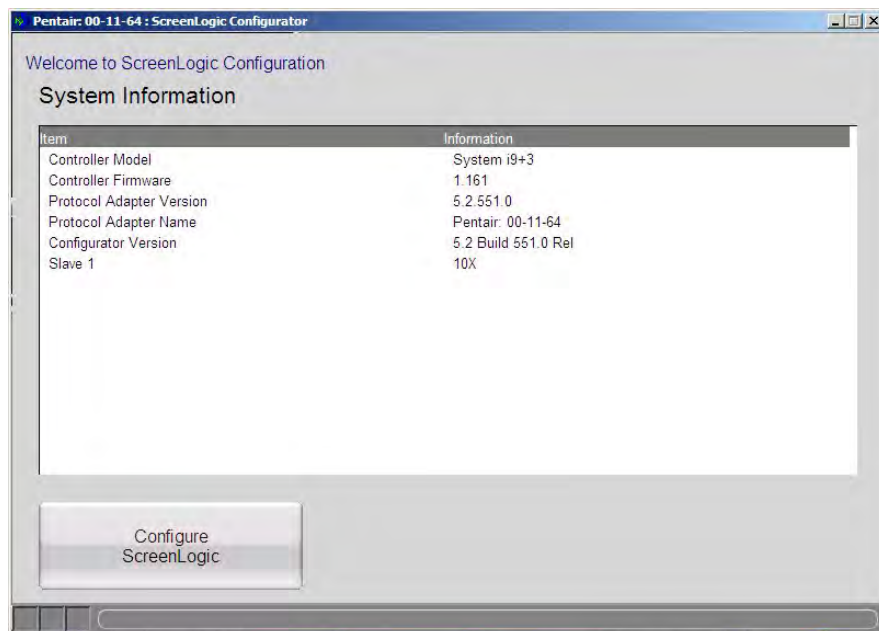 Pentair: 00-11-64 : ScreenLogic Configurator
Welcome to ScreenLogic Configuration
System Information
Item Information
Controller Model System i9+3
Controller Firmware 1.161
Protocol Adapter Version 5.2.551.0
Protocol Adapter Name Pentair: 00-11-64
Configurator Version 5.2 Build 551.0 Rel
Slave 1 10X
Configure
ScreenLogic